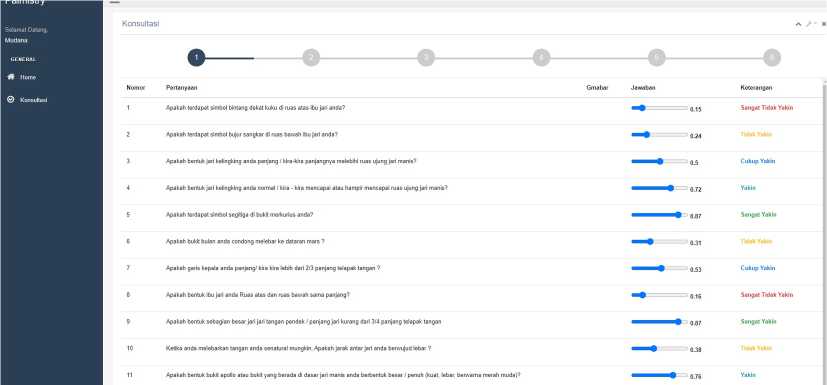 Palmistry
Selamat Datang,
Mudana
GENERAL
Home
Konsultasi
Konsultasi
1 2 3 4 5 6
Nomor Pertanyaan Gmabar Jawaban Keterangan
1 Apakah terdapat simbol bintang dekat kuku di ruas atas ibu jari anda? 0.15 Sangat Tidak Yakin
2 Apakah terdapat simbol bujur sangkar di ruas bawah ibu jari anda? 0.24 Tidak Yakin
3 Apakah bentuk jari kelingking anda panjang / kira-kira panjangnya melebihi ruas ujung jari manis? 0.5 Cukup Yakin
4 Apakah bentuk jari kelingking anda normal / kira - kira mencapai atau hampir mencapai ruas ujung jari manis? 0.72 Yakin
5 Apakah terdapat simbol segitiga di bukit merkurius anda? 0.87 Sangat Yakin
6 Apakah bukit bulan anda condong melebar ke dataran mars ? 0.31 Tidak Yakin
7 Apakah garis kepala anda panjang/ kira kira lebih dari 2/3 panjang telapak tangan ? 0.53 Cukup Yakin
8 Apakah bentuk ibu jari anda Ruas atas dan ruas bawah sama panjang? 0.16 Sangat Tidak Yakin
9 Apakah bentuk sebagian besar jari jari tangan pendek / panjang jari kurang dari 3/4 panjang telapak tangan 0.87 Sangat Yakin
10 Ketika anda melebarkan tangan anda senatural mungkin, Apakah jarak antar jari anda berwujud lebar ? 0.38 Tidak Yakin
11 Apakah bentuk bukit apollo atau bukit yang berada di dasar jari manis anda berbentuk besar / penuh (kuat, lebar, berwarna merah muda)? 0.76 Yakin